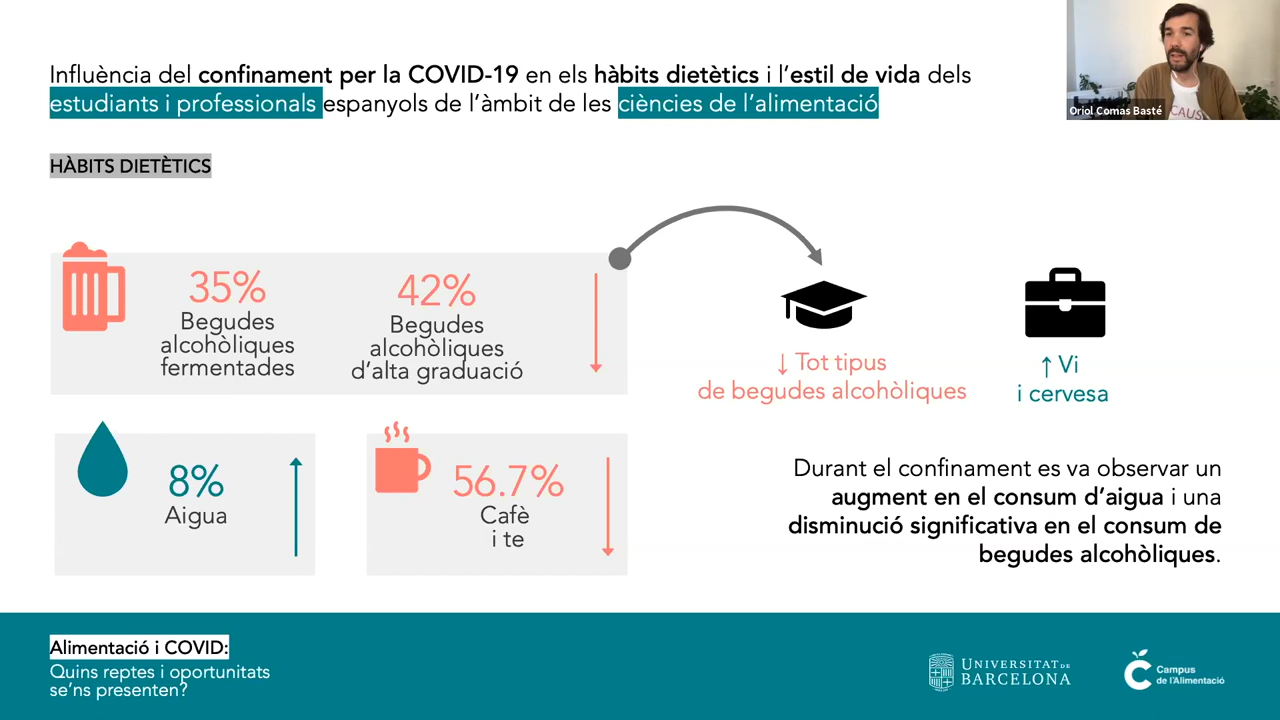 Influència del confinament per la COVID-19 en els hàbits dietètics i l'estil de vida dels
estudiants i professionals espanyols de l'àmbit de les ciències de l'alimentació
Oriol Comas Basté
CAUS
HÀBITS DIETÈTICS
35%
Begudes
alcohòliques
fermentades
42%
Begudes
alcohòliques
d'alta graduació
↓ Tot tipus
de begudes alcohòliques
↑ Vi
i cervesa
8%
Aigua
56.7%
Cafè
i te
Durant el confinament es va observar un
augment en el consum d'aigua i una
disminució significativa en el consum de
begudes alcohòliques.
Alimentació i COVID:
Quins reptes i oportunitats
se'ns presenten?
UNIVERSITAT DE
BARCELONA
Campus
de l'Alimentació